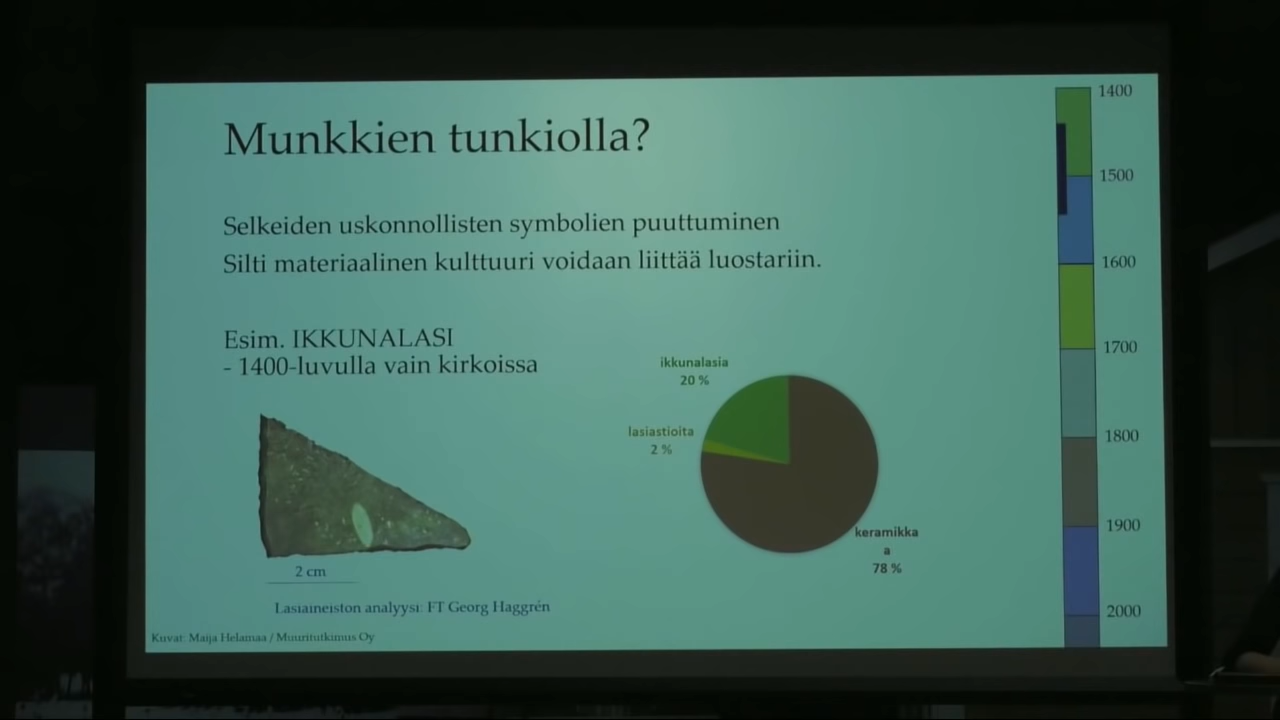 Munkkien tunkiolla?
Selkeiden uskonnollisten symbolien puuttuminen
Silti materiaalinen kulttuuri voidaan liittää luostariin.
Esim. IKKUNALASI
- 1400-luvulla vain kirkoissa
ikkunalasia
20 %
lasiastioita
2 %
keramikka
a
78 %
2 cm
Lasiaineiston analyysi: FT Georg Haggrén
Kuvat: Maija Helamaa / Muuritutkimus Oy
1400
1500
1600
1700
1800
1900
2000